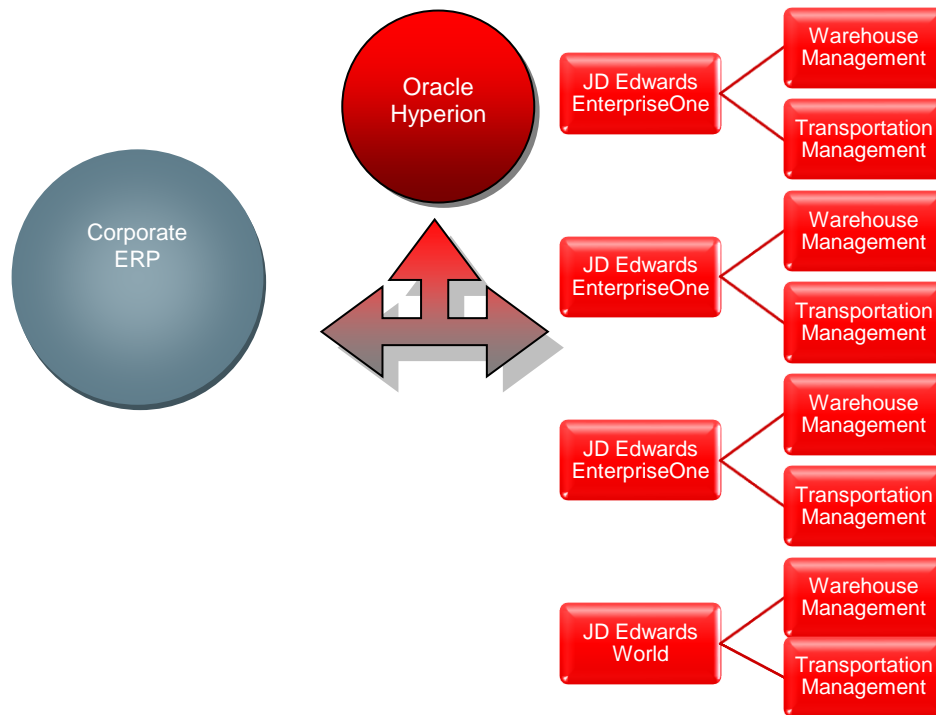 Corporate
ERP
Oracle
Hyperion
JD Edwards
EnterpriseOne
Warehouse
Management
Transportation
Management
JD Edwards
EnterpriseOne
Warehouse
Management
Transportation
Management
JD Edwards
EnterpriseOne
Warehouse
Management
Transportation
Management
JD Edwards
World
Warehouse
Management
Transportation
Management